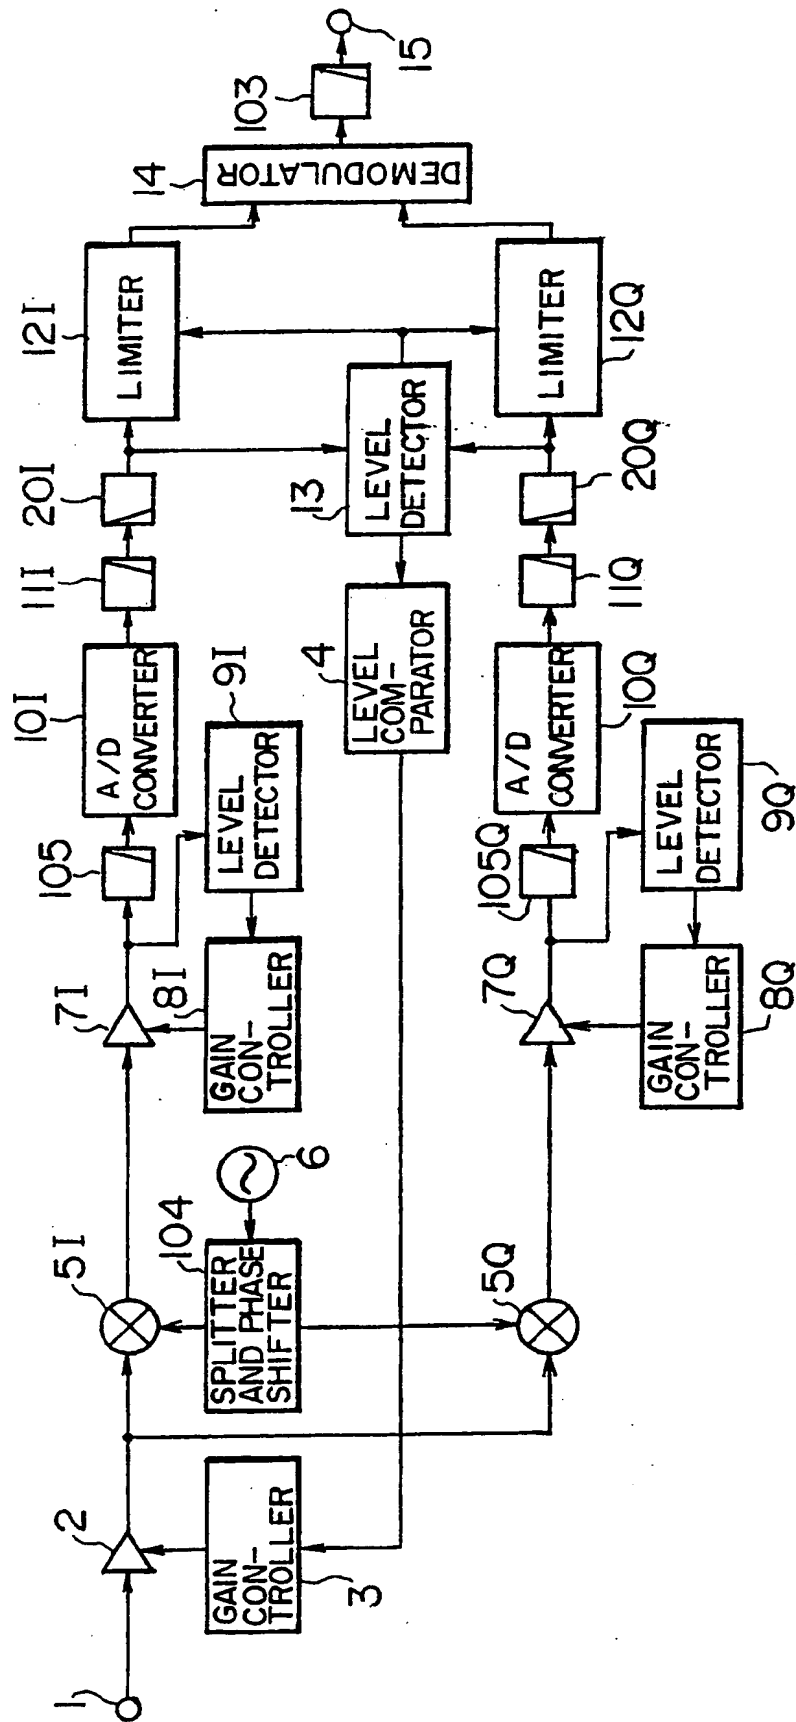 1
2
GAIN
CON-
TROLLER
3
5I
SPLITTER
AND PHASE
SHIFTER
104
6
5Q
7I
GAIN
CON-
TROLLER
8I
LEVEL
DETECTOR
9I
105
A/D
CONVERTER
10I
11I
20I
LIMITER
12I
LEVEL
COM-
PARATOR
4
LEVEL
DETECTOR
13
7Q
GAIN
CON-
TROLLER
8Q
LEVEL
DETECTOR
9Q
105Q
A/D
CONVERTER
10Q
11Q
20Q
LIMITER
12Q
DEMODULATOR
14
103
15